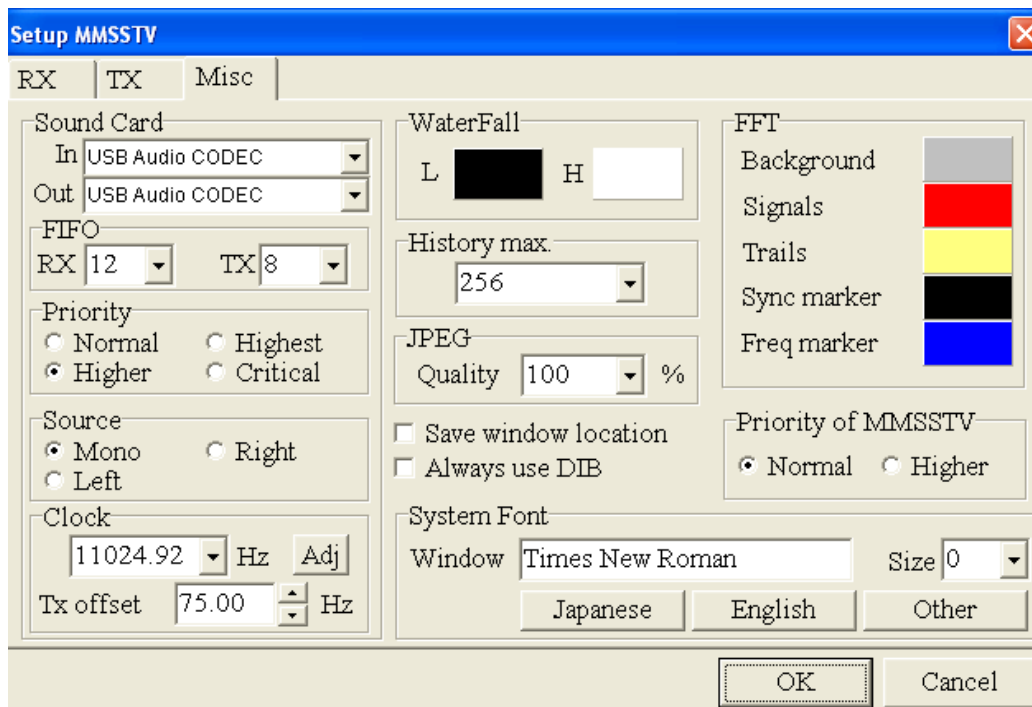 Setup MMSSTV
RX TX Misc
Sound Card
In USB Audio CODEC
Out USB Audio CODEC
FIFO
RX 12 TX 8
Priority
Normal Highest
Higher Critical
Source
Mono Right
Left
Clock
11024.92 Hz Adj
Tx offset 75.00 Hz
WaterFall
L H
History max.
256
JPEG
Quality 100 %
Save window location
Always use DIB
FFT
Background
Signals
Trails
Sync marker
Freq marker
Priority of MMSSTV
Normal Higher
System Font
Window Times New Roman Size 0
Japanese English Other
OK Cancel